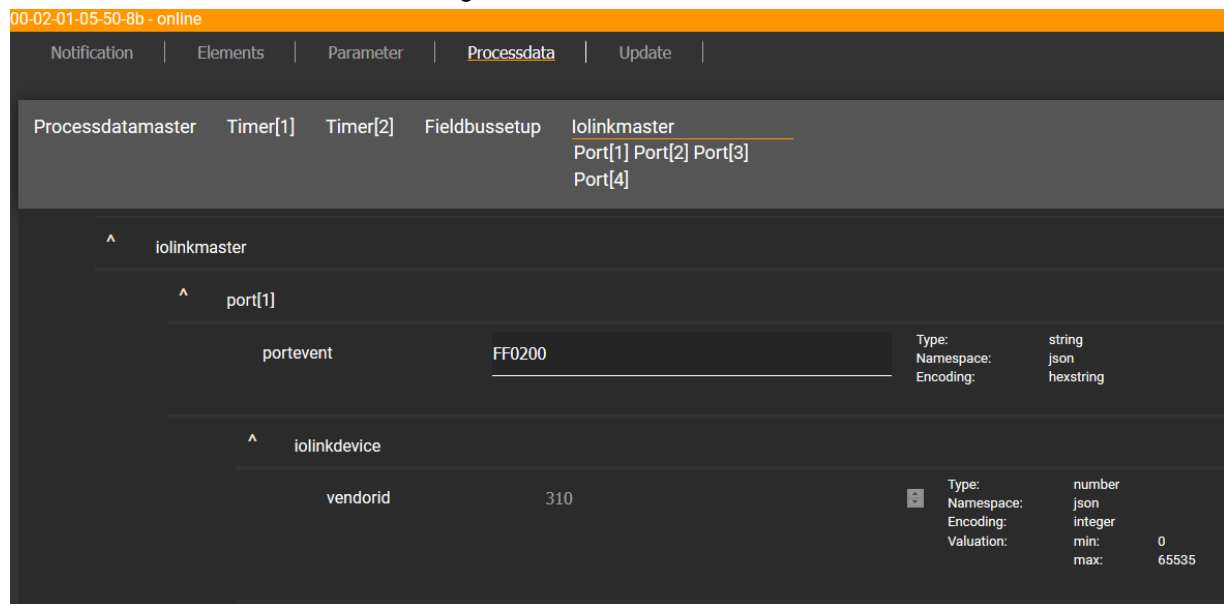 00-02-01-05-50-8b - online
Notification | Elements | Parameter | Processdata | Update |
Processdatamaster Timer[1] Timer[2] Fieldbussetup Iolinkmaster
Port[1] Port[2] Port[3]
Port[4]
^ iolinkmaster
^ port[1]
portevent FF0200
Type: string
Namespace: json
Encoding: hexstring
^ iolinkdevice
vendorid 310
Type: number
Namespace: json
Encoding: integer
Valuation: min: 0
max: 65535